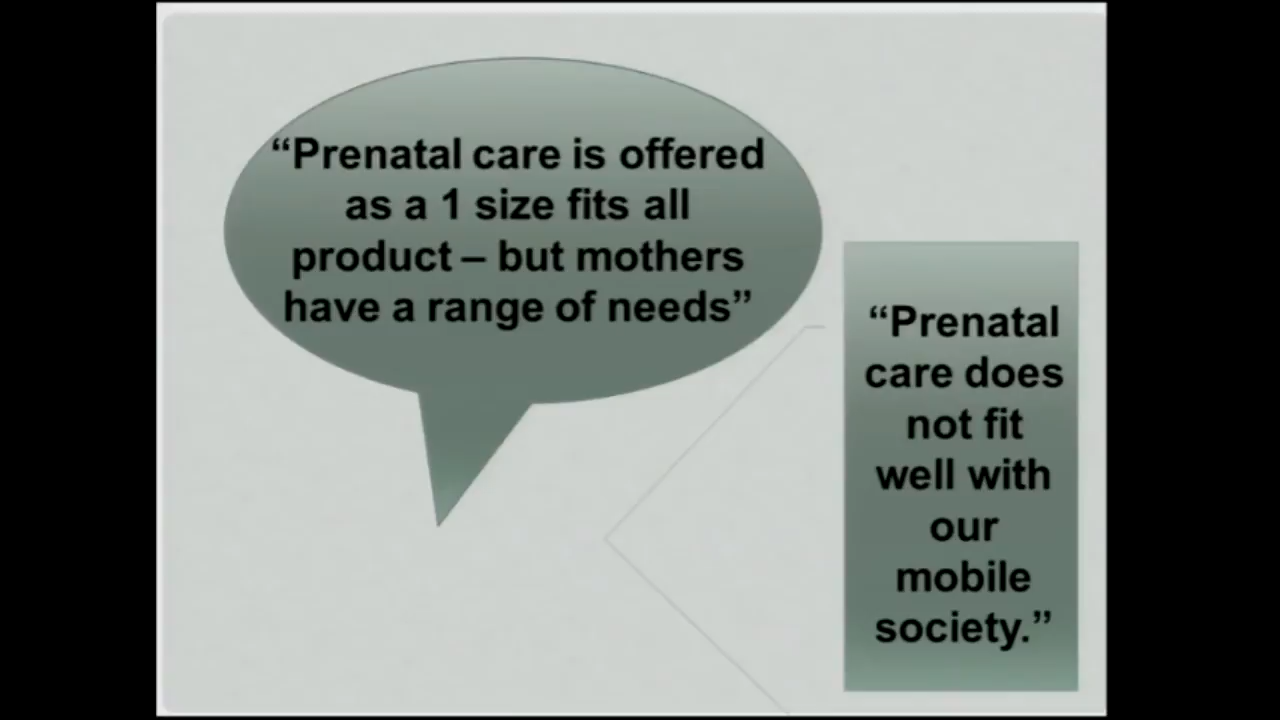 “Prenatal care is offered
as a 1 size fits all
product – but mothers
have a range of needs”
“Prenatal
care does
not fit
well with
our
mobile
society.”